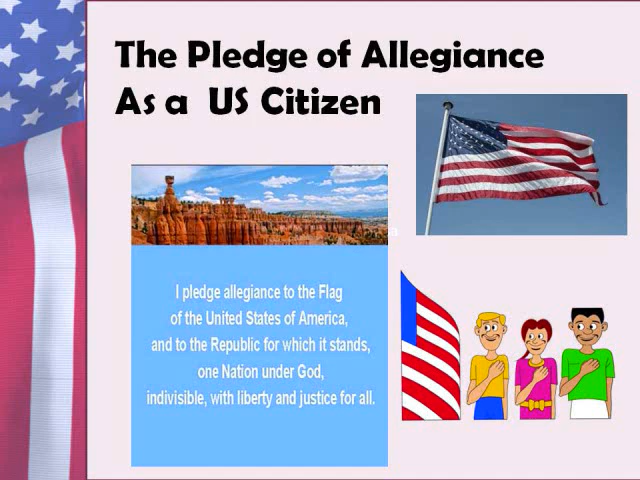 The Pledge of Allegiance
As a US Citizen
I pledge allegiance to the Flag
of the United States of America,
and to the Republic for which it stands,
one Nation under God,
indivisible, with liberty and justice for all.